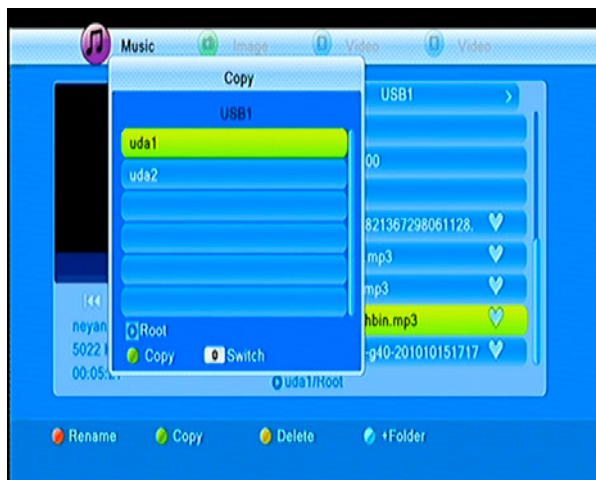 Music Image Video Video
Copy
USB1
uda1
uda2
Root
Copy 0 Switch
USB1
00
821367298061128.
.mp3
mp3
hbin.mp3
-g40-201010151717
neyan
5022
00:05:21
uda1/Root
Rename Copy Delete +Folder